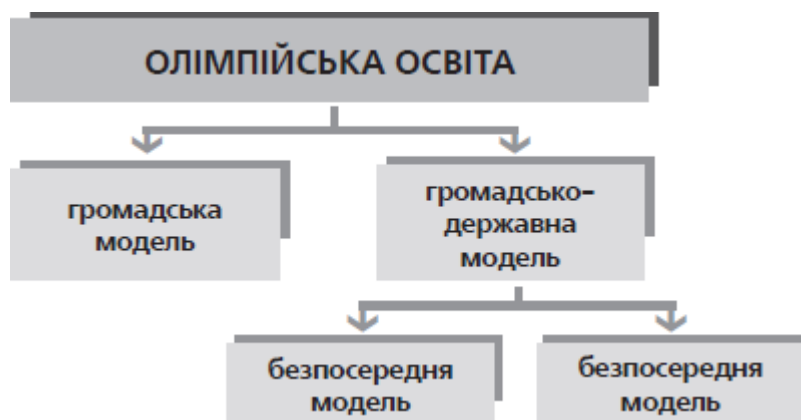 ОЛІМПІЙСЬКА ОСВІТА
громадська
модель
громадсько-
державна
модель
безпосередня
модель
безпосередня
модель